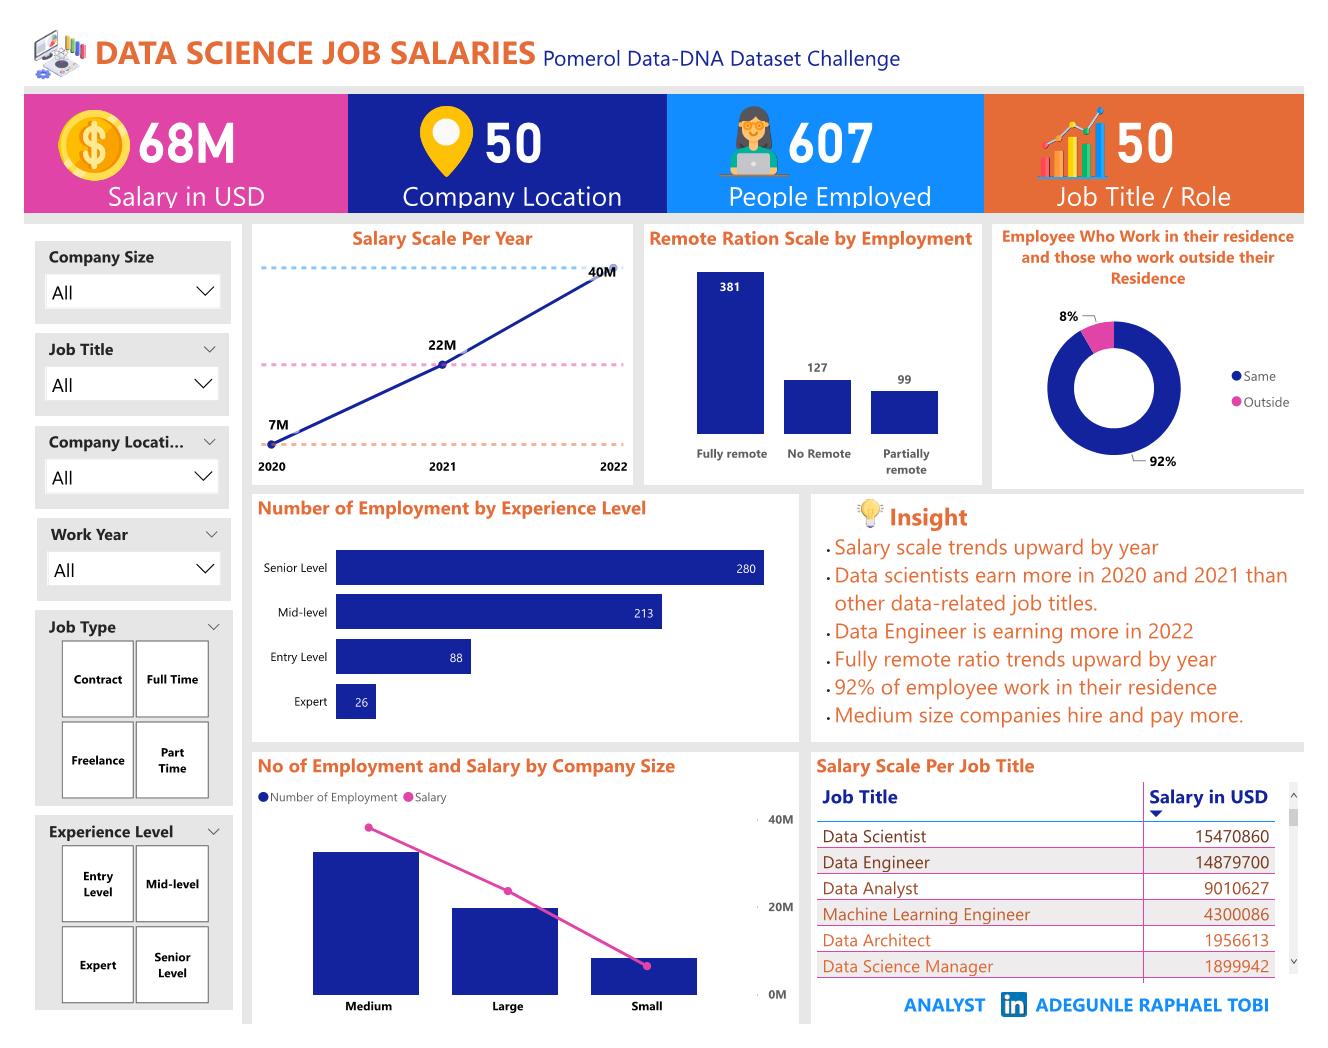 DATA SCIENCE JOB SALARIES Pomerol Data-DNA Dataset Challenge
68M
Salary in USD
50
Company Location
607
People Employed
50
Job Title / Role
Company Size
All
Job Title
All
Company Locati...
All
Work Year
All
Job Type
Contract
Full Time
Freelance
Part
Time
Experience Level
Entry
Level
Mid-level
Expert
Senior
Level
Salary Scale Per Year
40M
22M
7M
2020
2021
2022
Remote Ration Scale by Employment
381
127
99
Fully remote
No Remote
Partially
remote
Employee Who Work in their residence
and those who work outside their
Residence
8%
92%
Same
Outside
Number of Employment by Experience Level
Senior Level
280
Mid-level
213
Entry Level
88
Expert
26
Insight
• Salary scale trends upward by year
• Data scientists earn more in 2020 and 2021 than
other data-related job titles.
• Data Engineer is earning more in 2022
• Fully remote ratio trends upward by year
• 92% of employee work in their residence
• Medium size companies hire and pay more.
No of Employment and Salary by Company Size
Number of Employment
Salary
40M
20M
0M
Medium
Large
Small
Salary Scale Per Job Title
Job Title Salary in USD
Data Scientist 15470860
Data Engineer 14879700
Data Analyst 9010627
Machine Learning Engineer 4300086
Data Architect 1956613
Data Science Manager 1899942
ANALYST in ADEGUNLE RAPHAEL TOBI